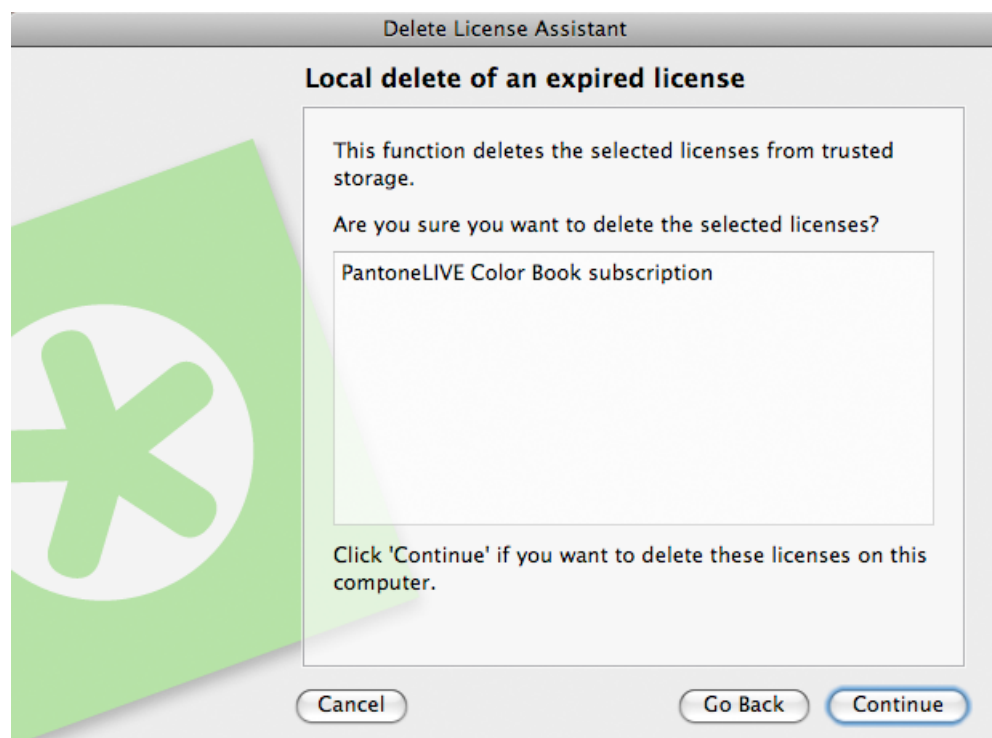 Delete License Assistant
Local delete of an expired license
This function deletes the selected licenses from trusted
storage.
Are you sure you want to delete the selected licenses?
PantoneLIVE Color Book subscription
Click 'Continue' if you want to delete these licenses on this
computer.
Cancel
Go Back
Continue